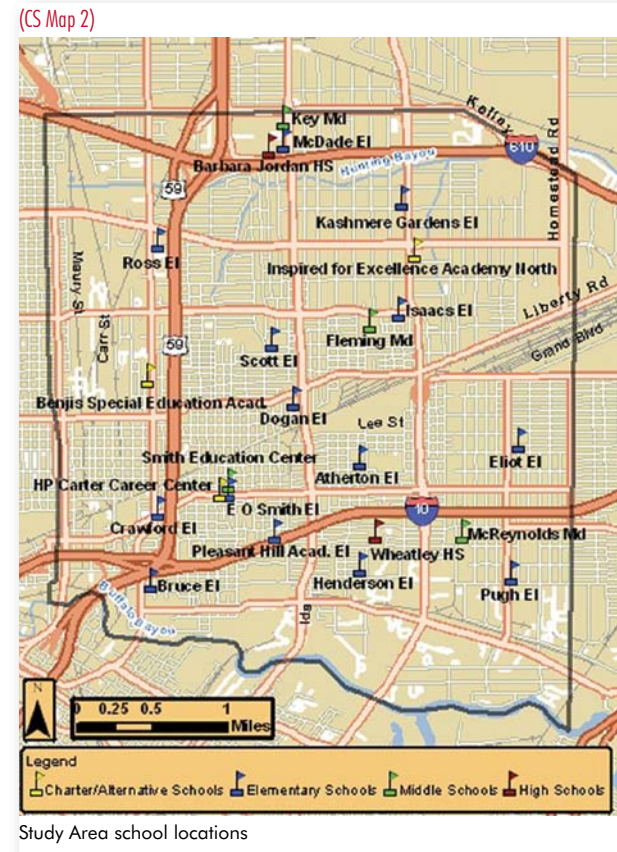 (CS Map 2)
Key Md
McDade El
Barbara Jordan HS
Kelley
610
Hunting Bayou
Homestead Rd
59
Kashmere Gardens El
Ross El
Inspired for Excellence Academy North
Maury St
Carr St
Isaacs El
Liberty Rd
Fleming Md
Grand Blvd
59
Scott El
Benjis Special Education Acad.
Dogan El
Lee St
Smith Education Center
Eliot El
Atherton El
HP Carter Career Center
E O Smith El
10
Crawford El
Pleasant Hill Acad. El
Wheatley HS
McReynolds Md
Bruce El
Henderson El
Pugh El
Buffalo Bayou
Ida
N
0 0.25 0.5 1
Miles
Legend
Charter/Alternative Schools Elementary Schools Middle Schools High Schools
Study Area school locations